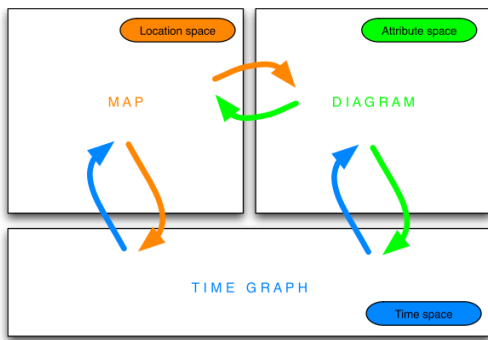 Location space
Attribute space
MAP
DIAGRAM
TIME GRAPH
Time space